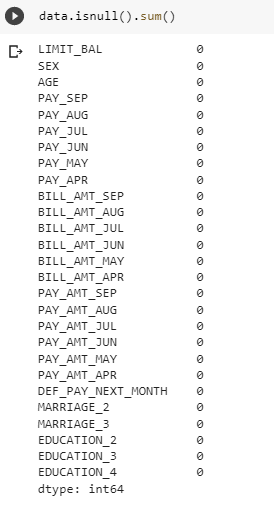 data.isnull().sum()
LIMIT_BAL 0
SEX 0
AGE 0
PAY_SEP 0
PAY_AUG 0
PAY_JUL 0
PAY_JUN 0
PAY_MAY 0
PAY_APR 0
BILL_AMT_SEP 0
BILL_AMT_AUG 0
BILL_AMT_JUL 0
BILL_AMT_JUN 0
BILL_AMT_MAY 0
BILL_AMT_APR 0
PAY_AMT_SEP 0
PAY_AMT_AUG 0
PAY_AMT_JUL 0
PAY_AMT_JUN 0
PAY_AMT_MAY 0
PAY_AMT_APR 0
DEF_PAY_NEXT_MONTH 0
MARRIAGE_2 0
MARRIAGE_3 0
EDUCATION_2 0
EDUCATION_3 0
EDUCATION_4 0
dtype: int64